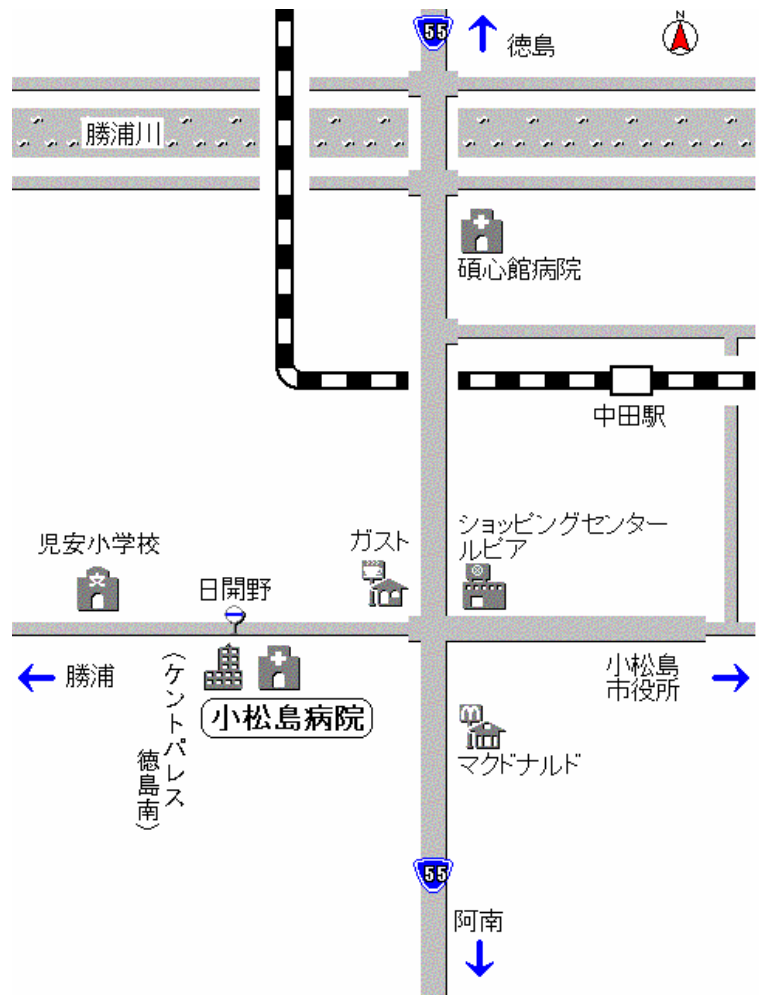 55
徳島
N
勝浦川
碩心館病院
中田駅
ショッピングセンター
ルピア
ガスト
児安小学校
文
日開野
勝浦
(ケントパレス
徳島南)
小松島病院
小松島
市役所
M
マクドナルド
55
阿南